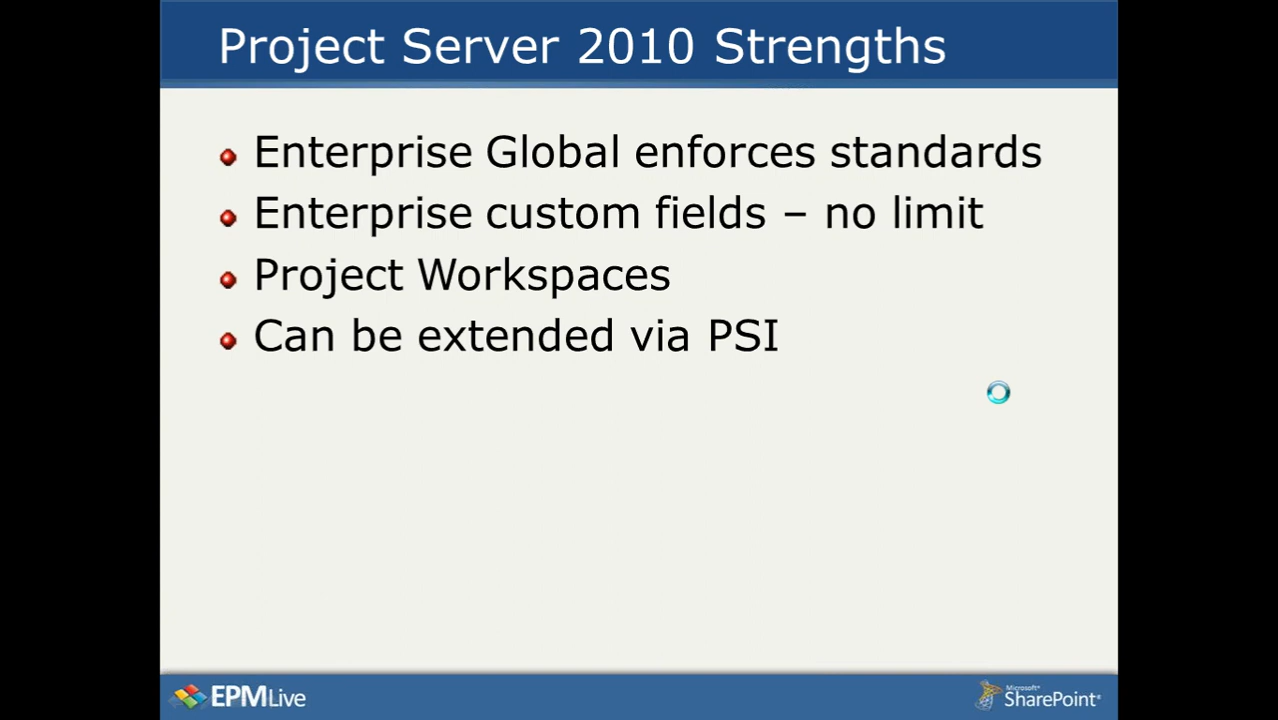 Project Server 2010 Strengths
Enterprise Global enforces standards
Enterprise custom fields – no limit
Project Workspaces
Can be extended via PSI
EPMLive
Microsoft®
SharePoint®